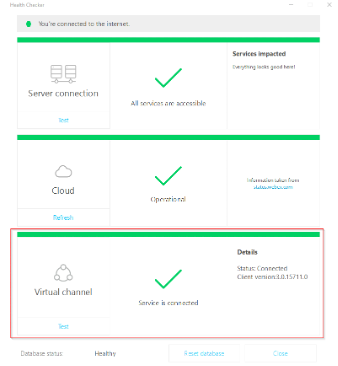 Health Checker
You're connected to the internet.
Server connection
Test
All services are accessible
Services impacted
Everything looks good here!
Cloud
Refresh
Operational
Information taken from
status.webex.com
Virtual channel
Test
Service is connected
Details
Status: Connected
Client version:3.0.15711.0
Database status:
Healthy
Reset database
Close